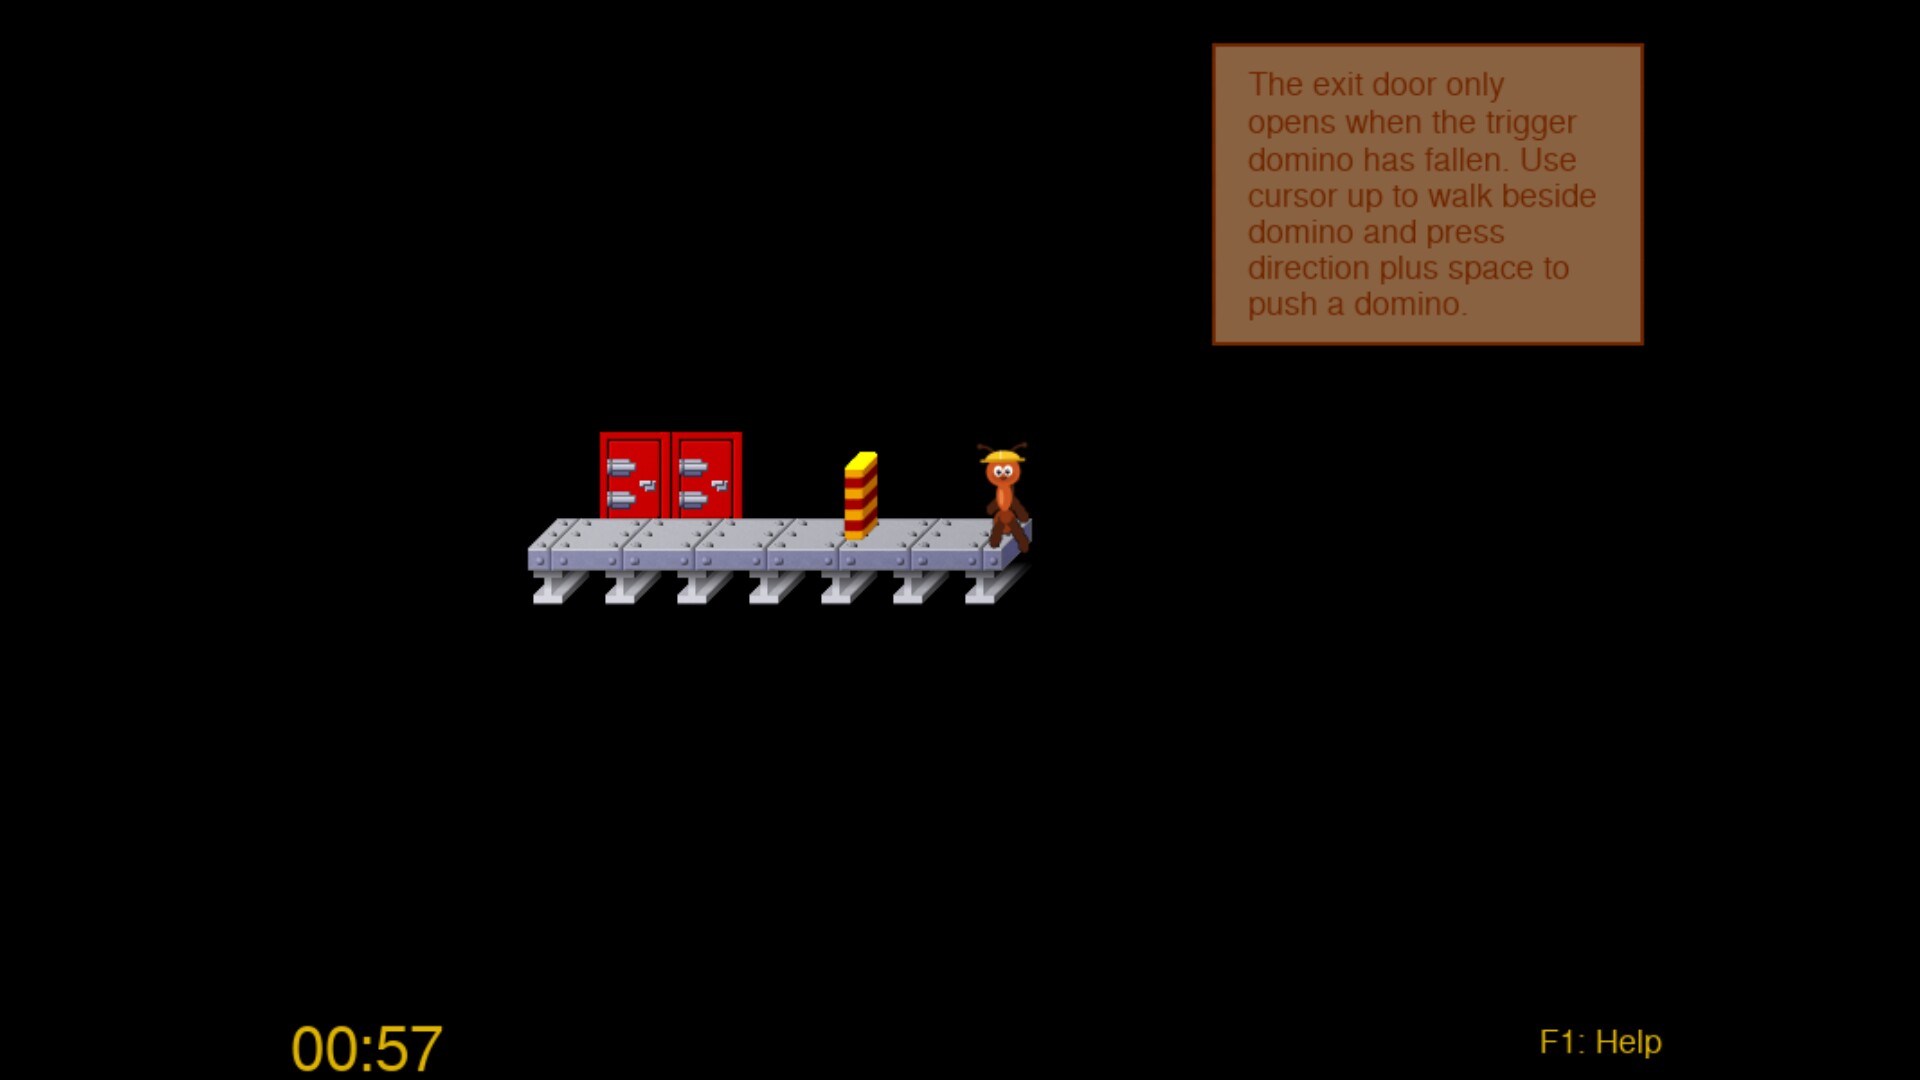 The exit door only
opens when the trigger
domino has fallen. Use
cursor up to walk beside
domino and press
direction plus space to
push a domino.
00:57
F1: Help